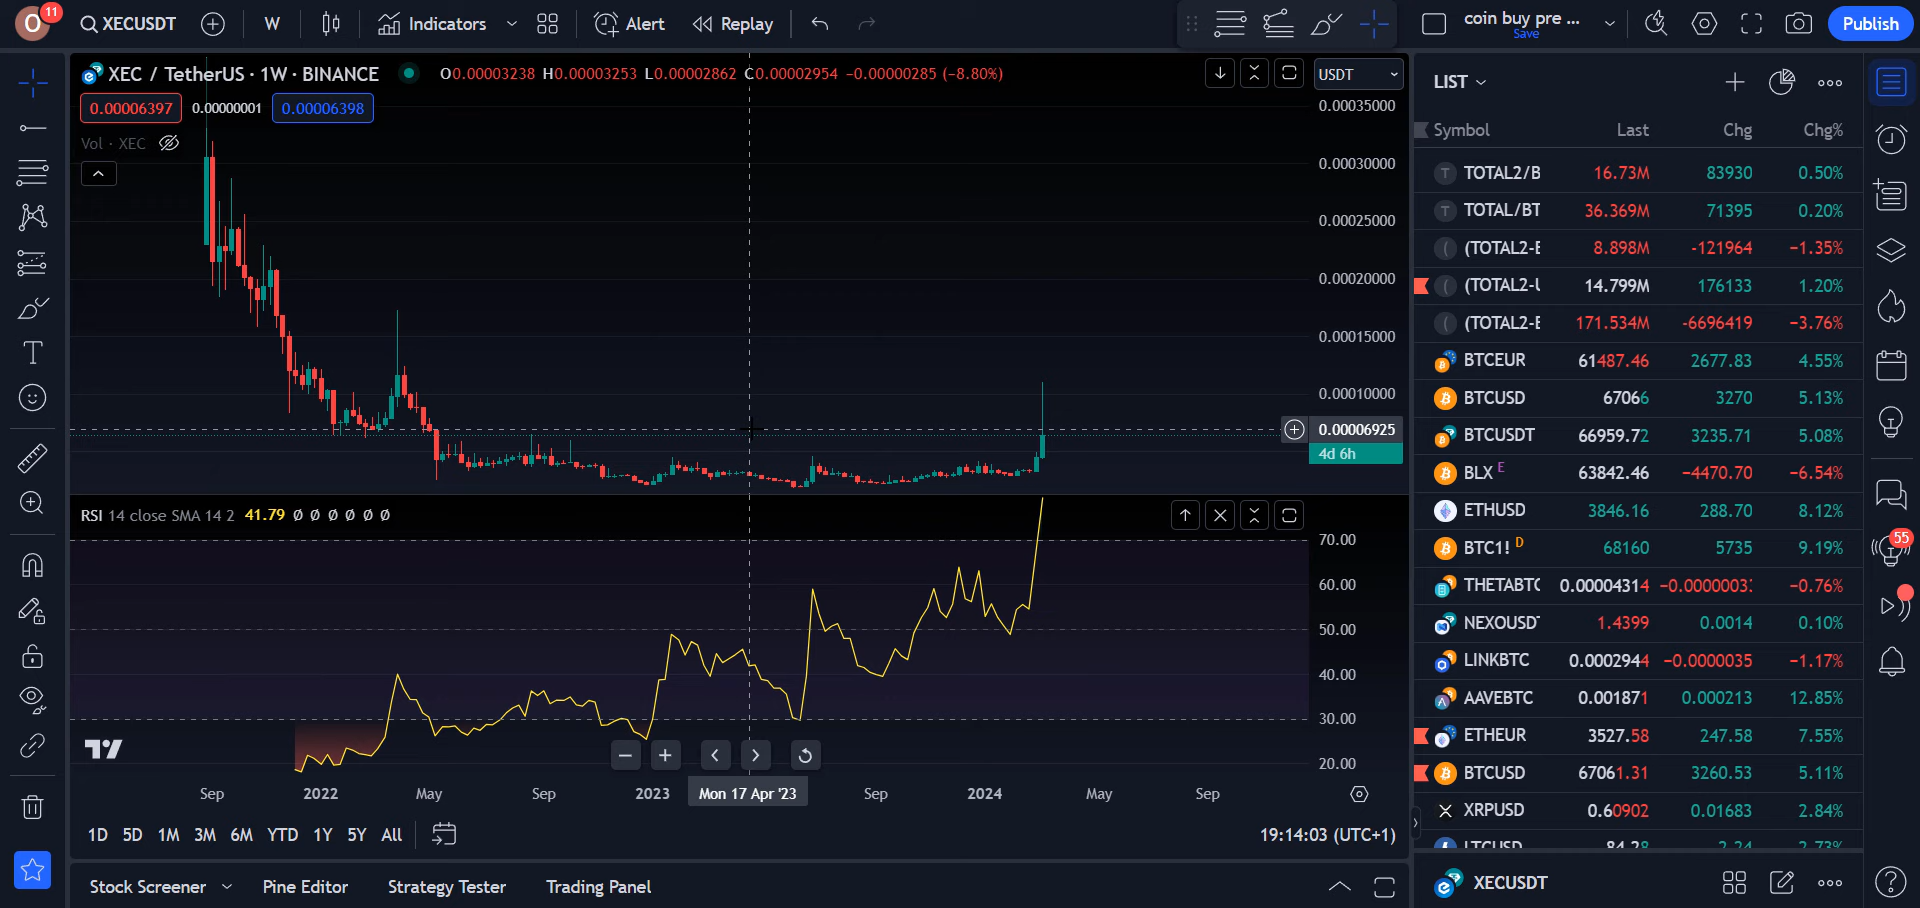 O 11 XECUSDT W Indicators Alert Replay coin buy pre ... Save Publish
XEC / TetherUS · 1W · BINANCE O0.00003238 H0.00003253 L0.00002862 C0.00002954 −0.00000285 (−8.80%) USDT
0.00006397 0.00000001 0.00006398
Vol · XEC
0.00035000
0.00030000
0.00025000
0.00020000
0.00015000
0.00010000
0.00006925
4d 6h
RSI 14 close SMA 14 2 41.79 Ø Ø Ø Ø Ø Ø
70.00
60.00
50.00
40.00
30.00
20.00
Sep 2022 May Sep 2023 Mon 17 Apr '23 Sep 2024 May Sep
1D 5D 1M 3M 6M YTD 1Y 5Y All 19:14:03 (UTC+1)
Stock Screener Pine Editor Strategy Tester Trading Panel
LIST
Symbol Last Chg Chg%
T TOTAL2/B 16.73M 83930 0.50%
T TOTAL/BT 36.369M 71395 0.20%
( (TOTAL2-E 8.898M −121964 −1.35%
( (TOTAL2-U 14.799M 176133 1.20%
( (TOTAL2-E 171.534M −6696419 −3.76%
BTCEUR 61487.46 2677.83 4.55%
BTCUSD 67066 3270 5.13%
BTCUSDT 66959.72 3235.71 5.08%
BLX E 63842.46 −4470.70 −6.54%
ETHUSD 3846.16 288.70 8.12%
BTC1! D 68160 5735 9.19%
THETABTC 0.00004314 −0.00000003 −0.76%
NEXOUSDT 1.4399 0.0014 0.10%
LINKBTC 0.0002944 −0.0000035 −1.17%
AAVEBTC 0.001871 0.000213 12.85%
ETHEUR 3527.58 247.58 7.55%
BTCUSD 67061.31 3260.53 5.11%
XRPUSD 0.60902 0.01683 2.84%
LTCUSD 84.28 2.24 2.73%
XECUSDT
55